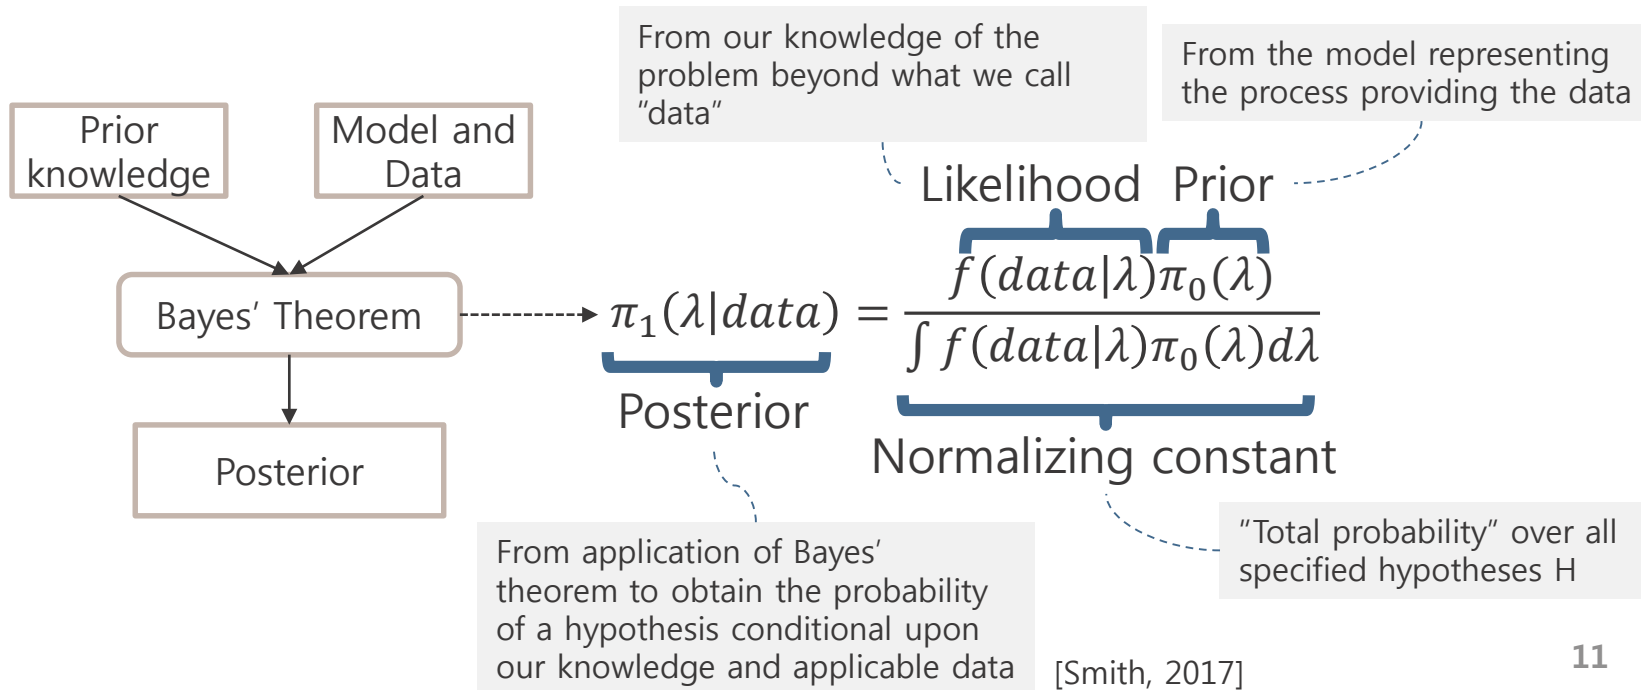 Prior
knowledge
Model and
Data
Bayes' Theorem
Posterior
From our knowledge of the
problem beyond what we call
"data"
From the model representing
the process providing the data
Likelihood Prior
π₁(λ|data) = f(data|λ)π₀(λ)
∫ f(data|λ)π₀(λ)dλ
Posterior
Normalizing constant
From application of Bayes'
theorem to obtain the probability
of a hypothesis conditional upon
our knowledge and applicable data
"Total probability" over all
specified hypotheses H
[Smith, 2017]
11